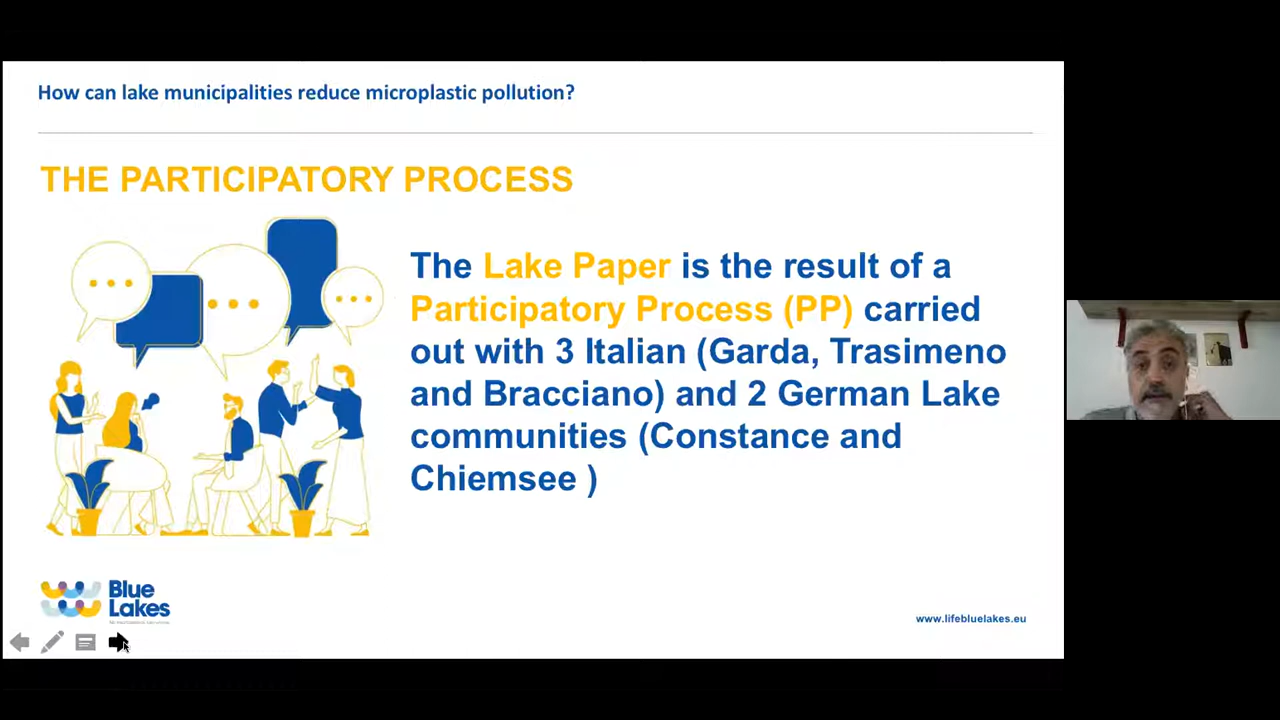 How can lake municipalities reduce microplastic pollution?
THE PARTICIPATORY PROCESS
The Lake Paper is the result of a
Participatory Process (PP) carried
out with 3 Italian (Garda, Trasimeno
and Bracciano) and 2 German Lake
communities (Constance and
Chiemsee )
Blue
Lakes
www.lifebluelakes.eu